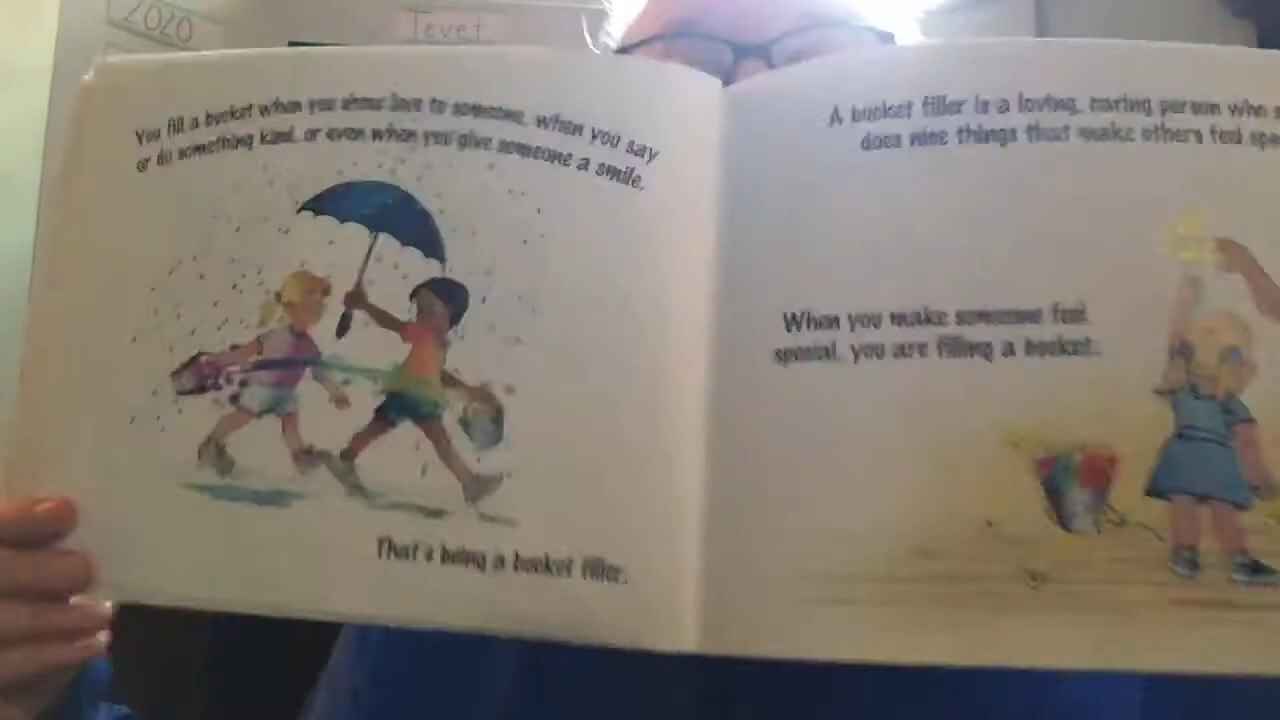 2020
Tevet
You fill a bucket when you show love to someone, when you say
or do something kind, or even when you give someone a smile.
That's being a bucket filler.
A bucket filler is a loving, caring person who
does nice things that make others feel
When you make someone feel
special, you are filling a bucket.